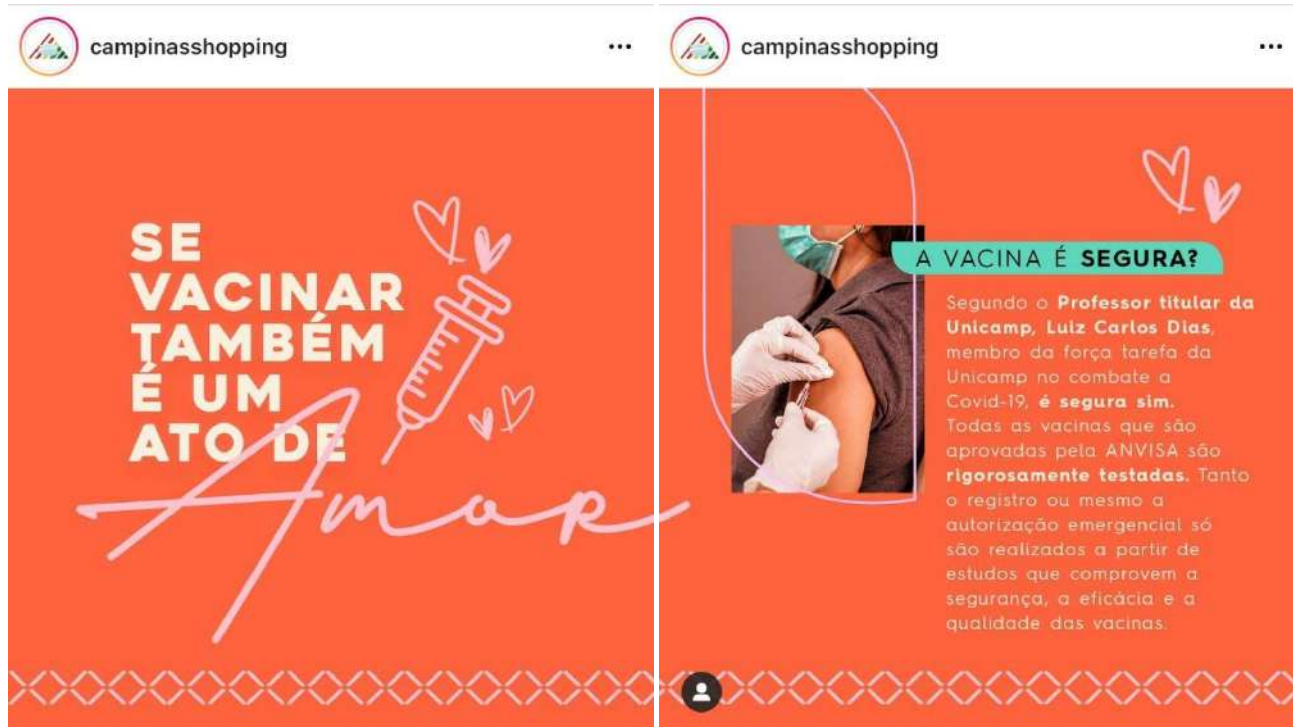 campinasshopping
SE
VACINAR
TAMBÉM
É UM
ATO DE
Amor
campinasshopping
A VACINA É SEGURA?
Segundo o Professor titular da
Unicamp, Luiz Carlos Dias,
membro da força tarefa da
Unicamp no combate a
Covid-19, é segura sim.
Todas as vacinas que são
aprovadas pela ANVISA são
rigorosamente testadas. Tanto
o registro ou mesmo a
autorização emergencial só
são realizados a partir de
estudos que comprovem a
segurança, a eficácia e a
qualidade das vacinas.